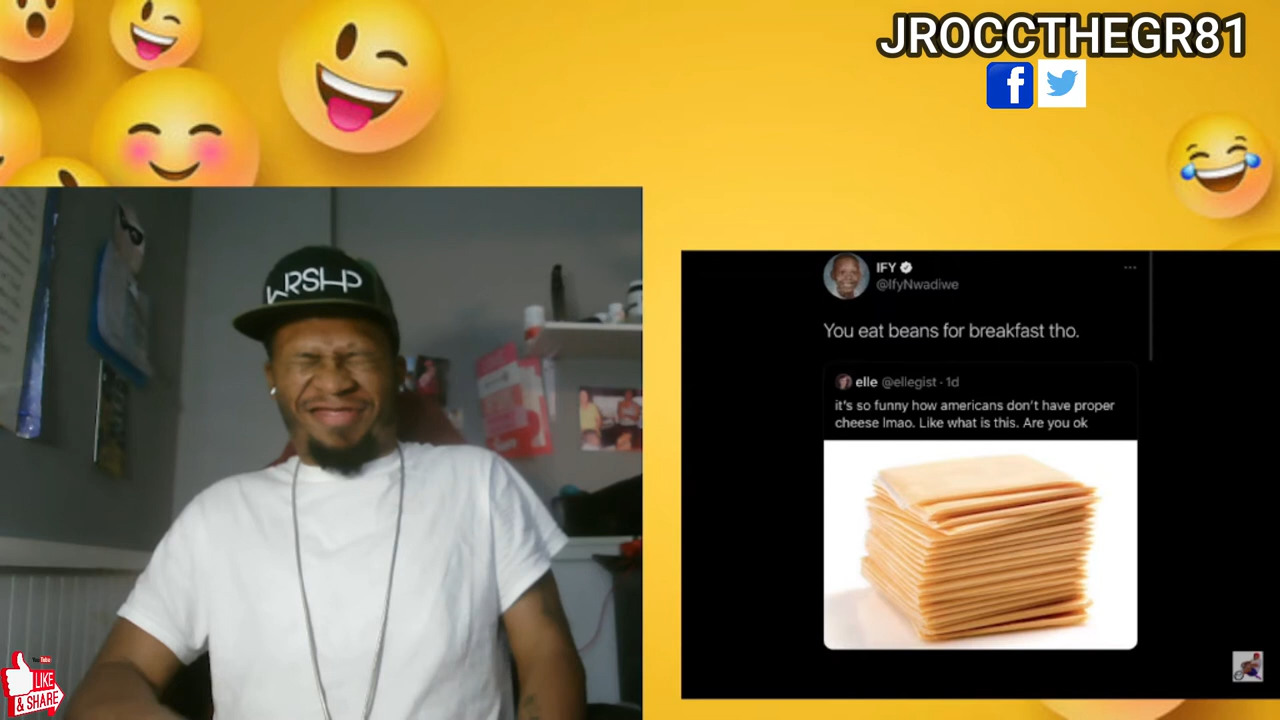 JROCCTHEGR81
WRSHP
IFY
@IfyNwadiwe
You eat beans for breakfast tho.
elle @ellegist · 1d
it's so funny how americans don't have proper
cheese lmao. Like what is this. Are you ok
YouTube
LIKE
& SHARE